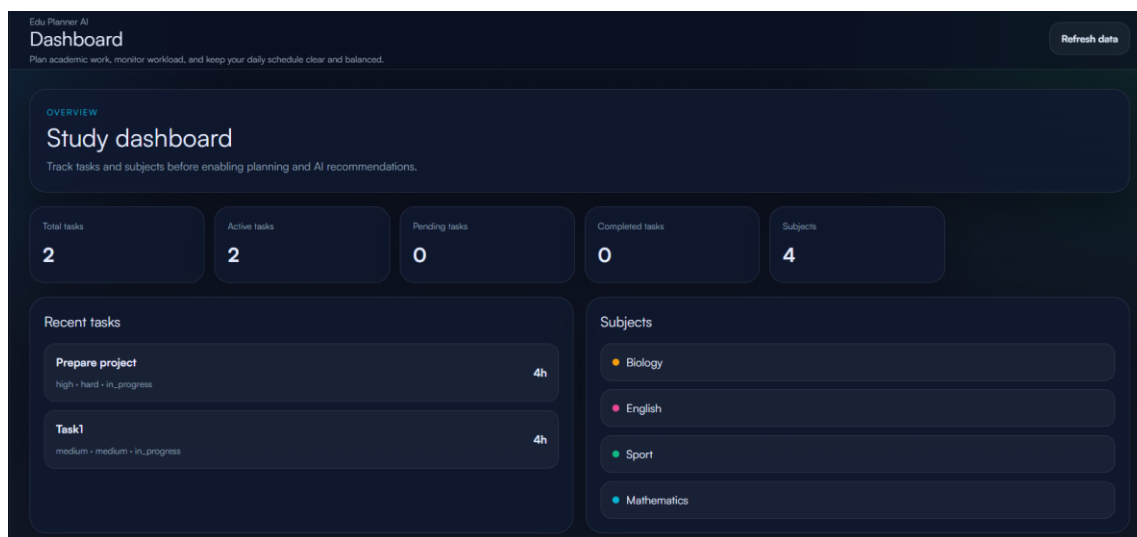 Edu Planner AI
Dashboard
Plan academic work, monitor workload, and keep your daily schedule clear and balanced.
Refresh data
OVERVIEW
Study dashboard
Track tasks and subjects before enabling planning and AI recommendations.
Total tasks
2
Active tasks
2
Pending tasks
0
Completed tasks
0
Subjects
4
Recent tasks
Prepare project
high • hard • in_progress
4h
Task1
medium • medium • in_progress
4h
Subjects
Biology
English
Sport
Mathematics